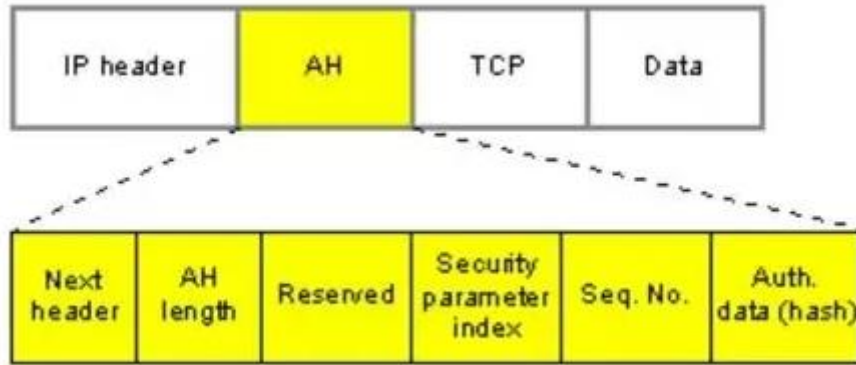 IP header
AH
TCP
Data
Next
header
AH
length
Reserved
Security
parameter
index
Seq. No.
Auth.
data (hash)